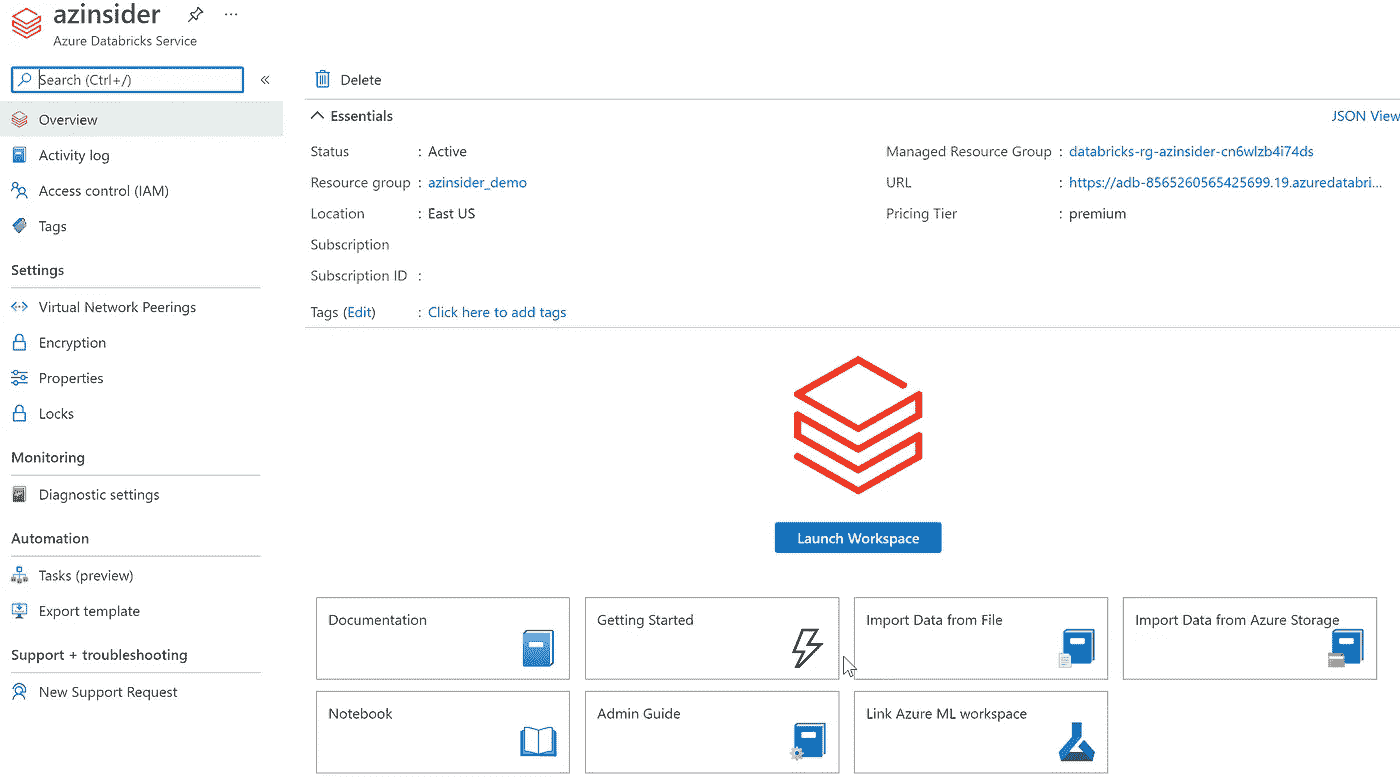 azinsider
...
Azure Databricks Service
Search (Ctrl+/)
«
Overview
Activity log
Access control (IAM)
Tags
Settings
Virtual Network Peerings
Encryption
Properties
Locks
Monitoring
Diagnostic settings
Automation
Tasks (preview)
Export template
Support + troubleshooting
New Support Request
Delete
Essentials
JSON View
Status : Active
Resource group : azinsider_demo
Location : East US
Subscription
Subscription ID :
Tags (Edit) : Click here to add tags
Managed Resource Group : databricks-rg-azinsider-cn6wlzb4i74ds
URL : https://adb-8565260565425699.19.azuredatabri...
Pricing Tier : premium
Launch Workspace
Documentation
Getting Started
Import Data from File
Import Data from Azure Storage
Notebook
Admin Guide
Link Azure ML workspace